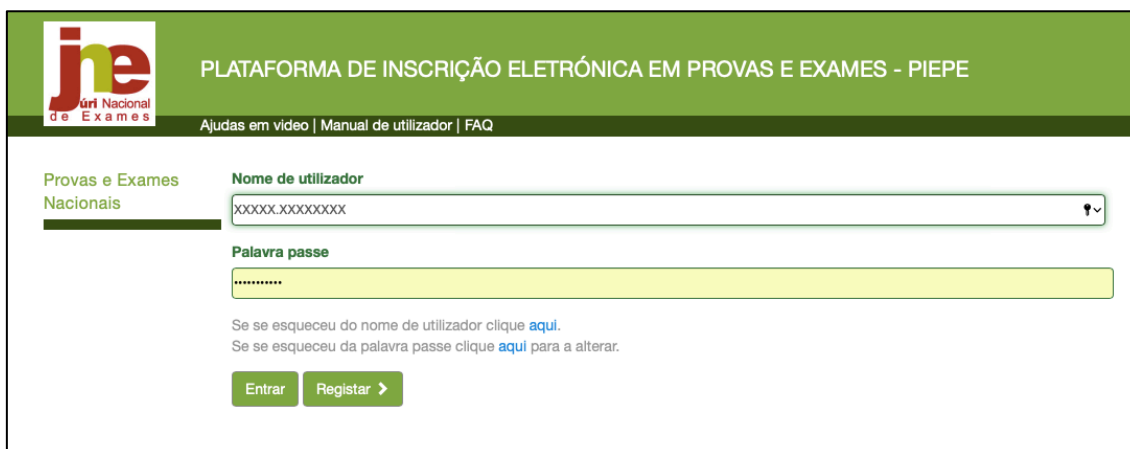 jne
Júri Nacional
de Exames
PLATAFORMA DE INSCRIÇÃO ELETRÓNICA EM PROVAS E EXAMES - PIEPE
Ajudas em video | Manual de utilizador | FAQ
Provas e Exames
Nacionais
Nome de utilizador
XXXXX.XXXXXXXX
Palavra passe
•••••••••••
Se se esqueceu do nome de utilizador clique aqui.
Se se esqueceu da palavra passe clique aqui para a alterar.
Entrar
Registar